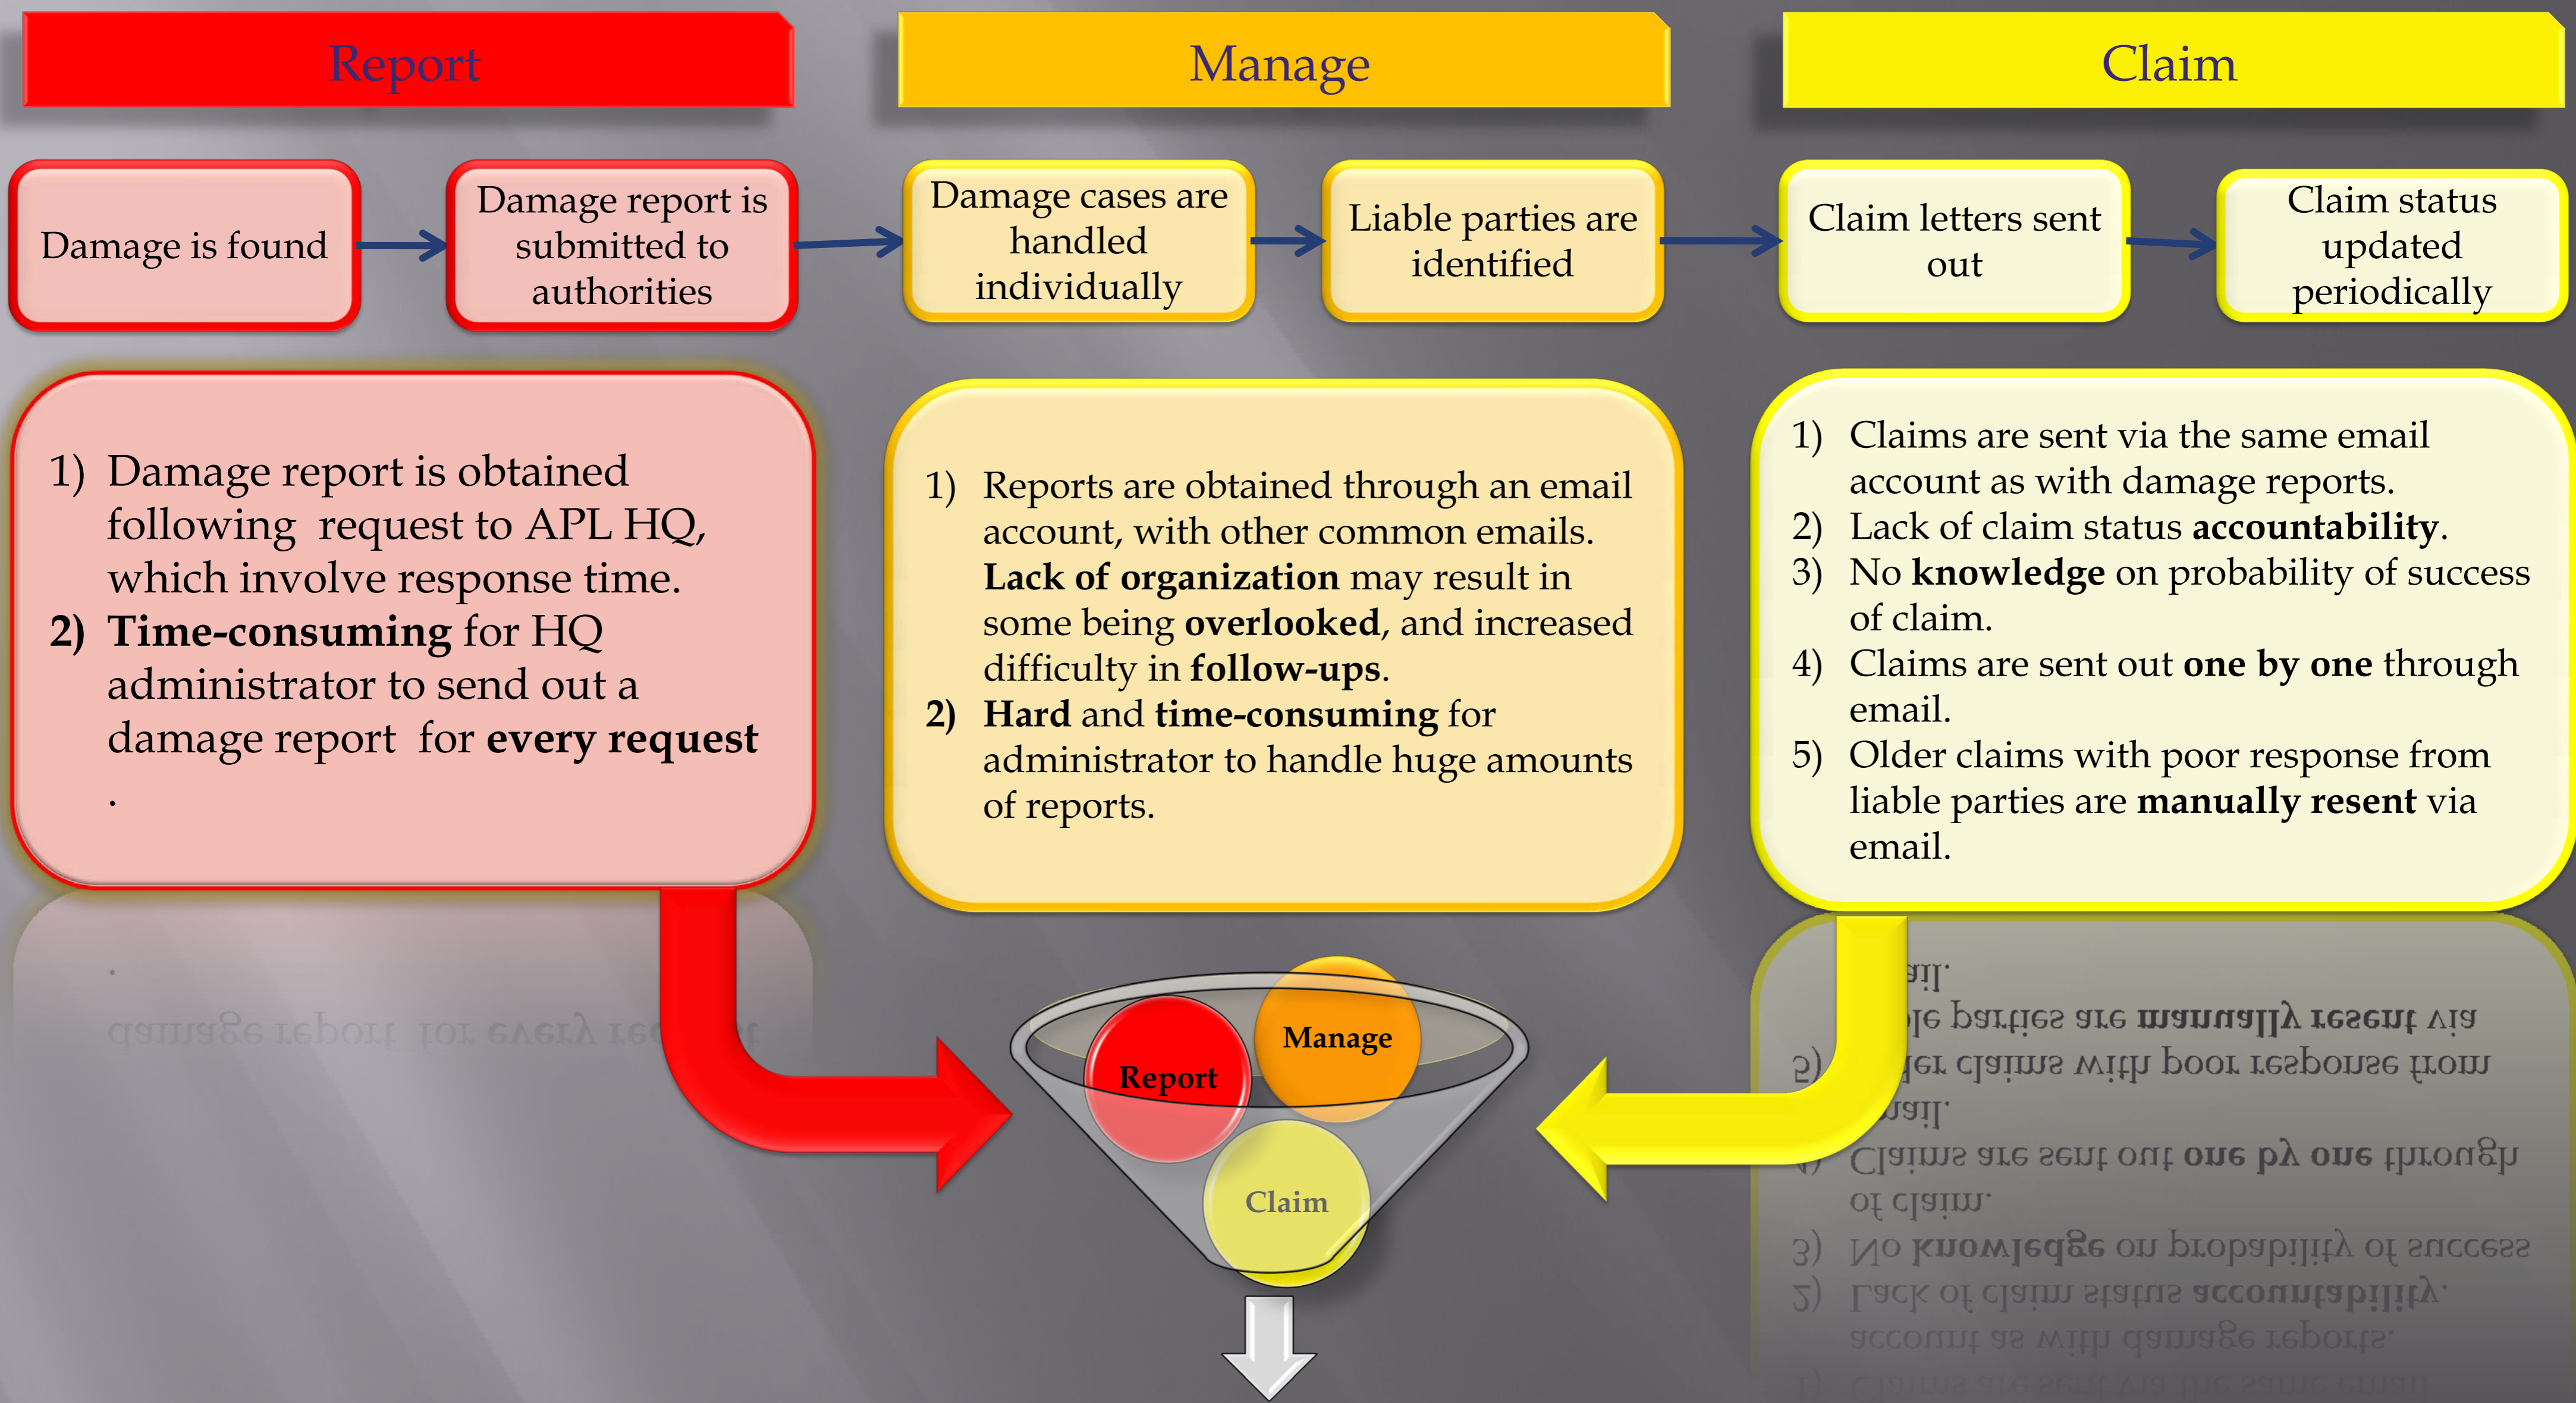 Report
Manage
Claim
Damage is found
Damage report is
submitted to
authorities
Damage cases are
handled
individually
Liable parties are
identified
Claim letters sent
out
Claim status
updated
periodically
1) Damage report is obtained
following request to APL HQ,
which involve response time.
2) Time-consuming for HQ
administrator to send out a
damage report for every request
.
1) Reports are obtained through an email
account, with other common emails.
Lack of organization may result in
some being overlooked, and increased
difficulty in follow-ups.
2) Hard and time-consuming for
administrator to handle huge amounts
of reports.
1) Claims are sent via the same email
account as with damage reports.
2) Lack of claim status accountability.
3) No knowledge on probability of success
of claim.
4) Claims are sent out one by one through
email.
5) Older claims with poor response from
liable parties are manually resent via
email.
Manage
Report
Claim